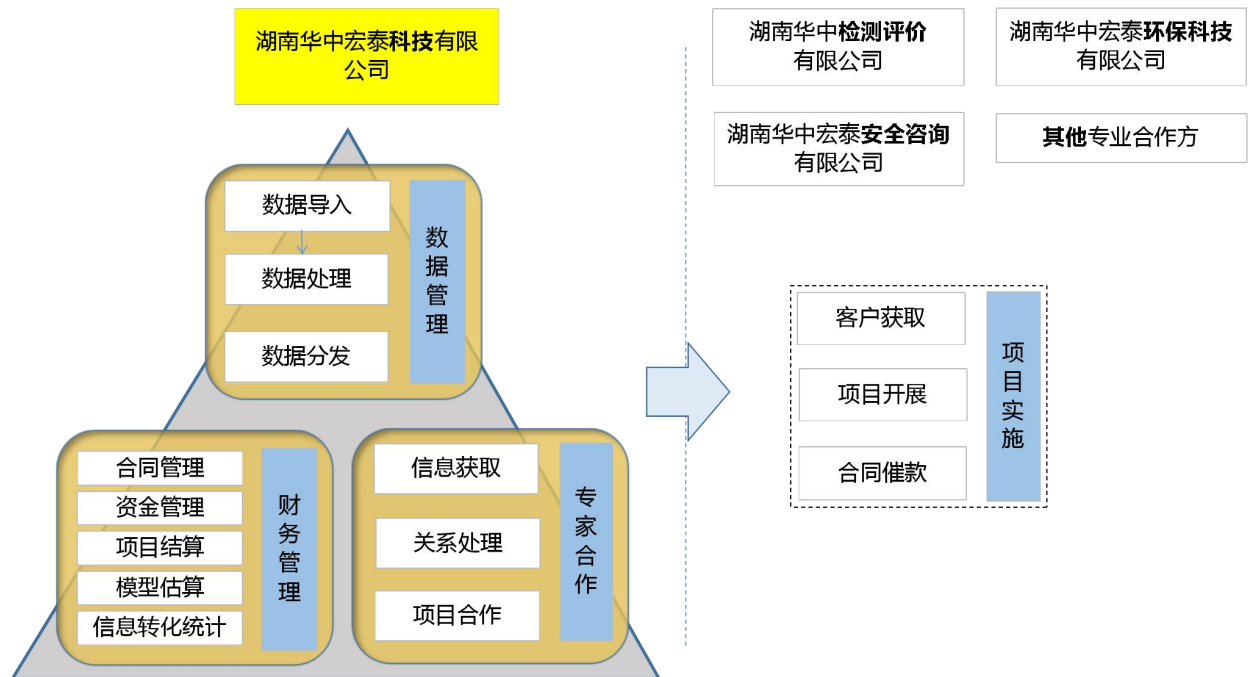 湖南华中宏泰科技有限
公司
数据导入
数据处理
数据分发
数据管理
合同管理
资金管理
项目结算
模型估算
信息转化统计
财务管理
信息获取
关系处理
项目合作
专家合作
湖南华中检测评价
有限公司
湖南华中宏泰环保科技
有限公司
湖南华中宏泰安全咨询
有限公司
其他专业合作方
客户获取
项目开展
合同催款
项目实施